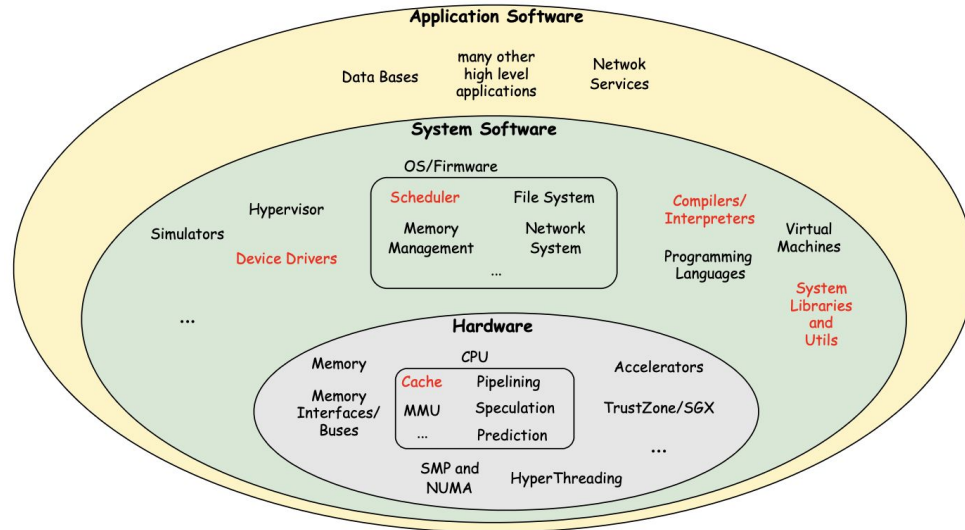 Application Software
Data Bases
many other
high level
applications
Netwok
Services
System Software
OS/Firmware
Scheduler
File System
Memory
Management
Network
System
...
Hypervisor
Simulators
Device Drivers
...
Compilers/
Interpreters
Virtual
Machines
Programming
Languages
System
Libraries
and
Utils
Hardware
Memory
CPU
Accelerators
Cache
Pipelining
Memory
Interfaces/
Buses
MMU
Speculation
TrustZone/SGX
...
Prediction
...
SMP and
NUMA
HyperThreading